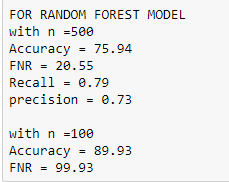 FOR RANDOM FOREST MODEL
with n =500
Accuracy = 75.94
FNR = 20.55
Recall = 0.79
precision = 0.73
with n =100
Accuracy = 89.93
FNR = 99.93